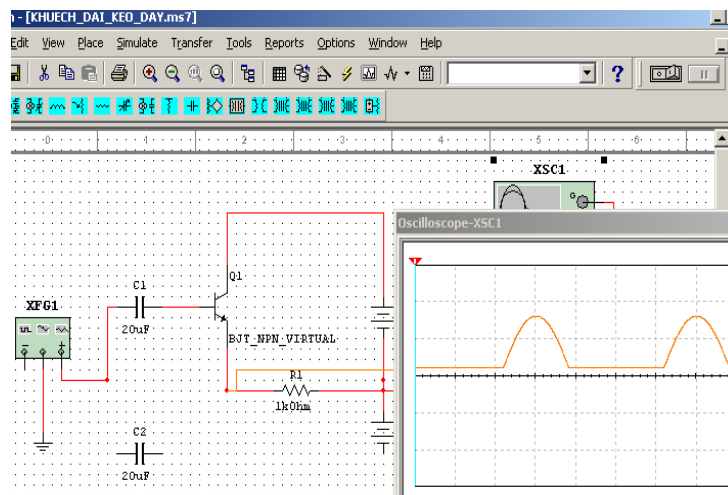 n - [KHUECH_DAI_KEO_DAY.ms7]
Edit View Place Simulate Transfer Tools Reports Options Window Help
?
0 1 2 3 4 5 6
XSC1
G
Oscilloscope-XSC1
1
Q1
C1
XFG1
20uF
BJT_NPN_VIRTUAL
R1
1kOhm
C2
20uF